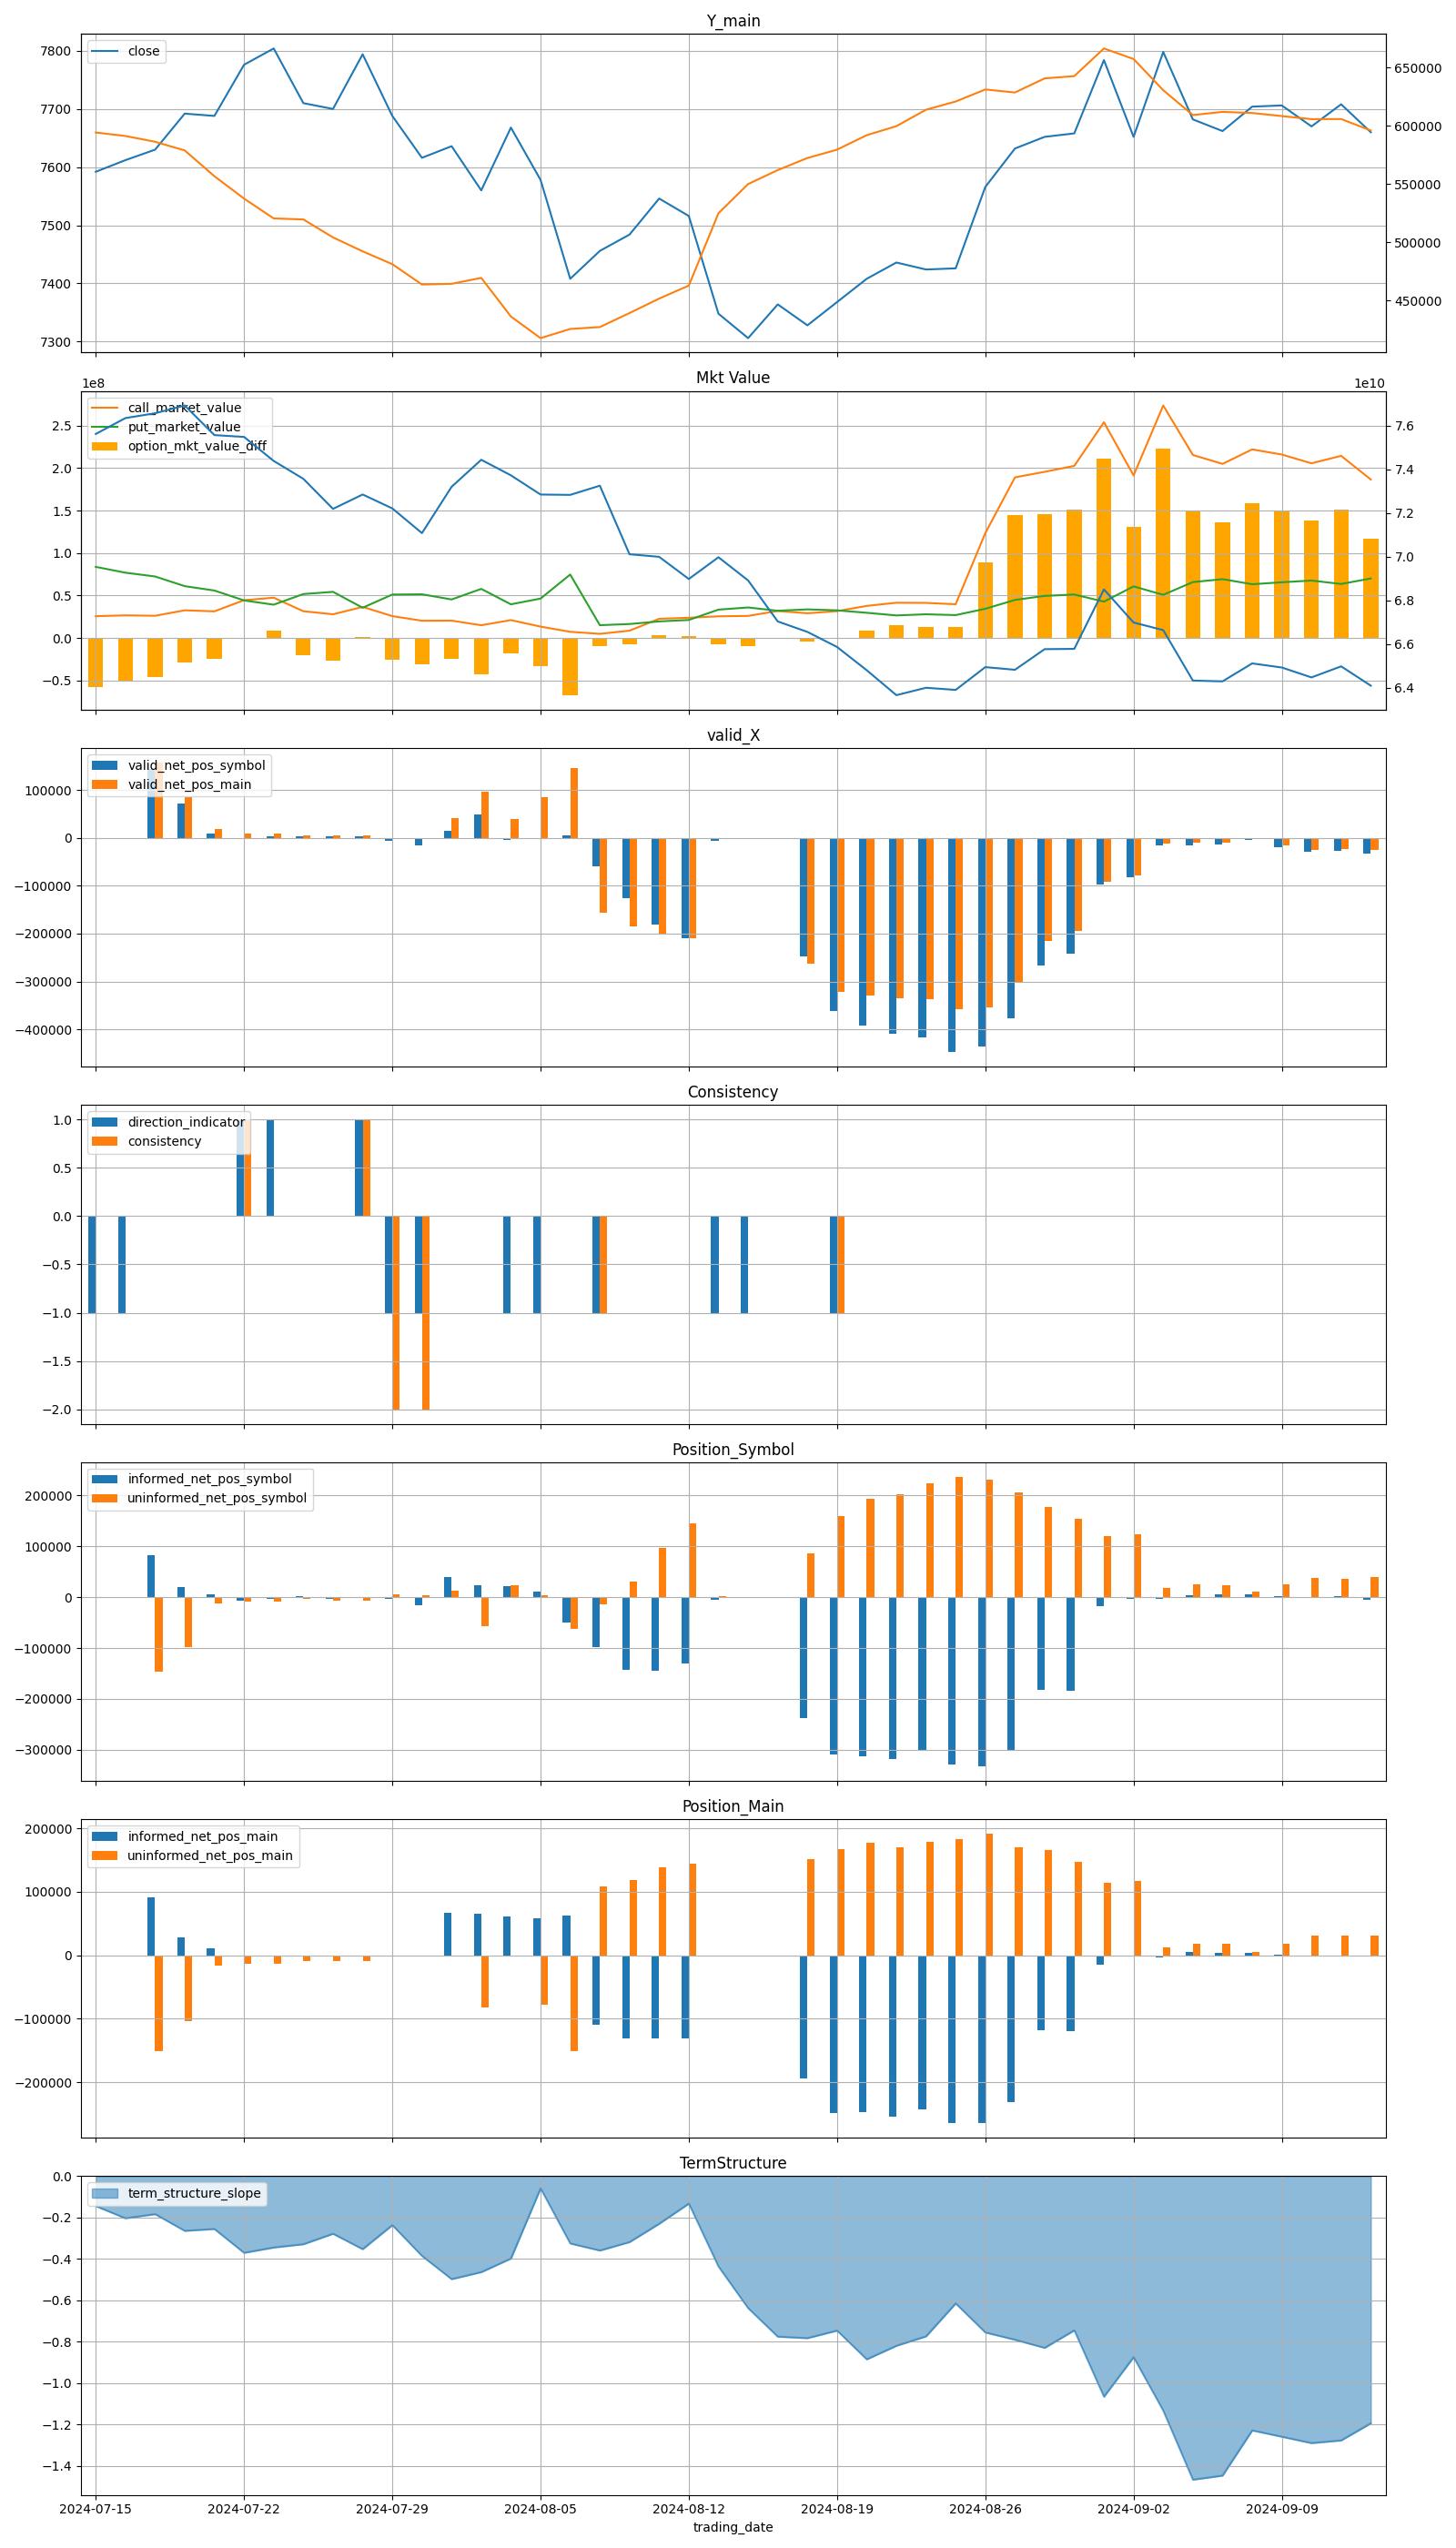 Y_main
close
7800
7700
7600
7500
7400
7300
650000
600000
550000
500000
450000
Mkt Value
1e8
1e10
call_market_value
put_market_value
option_mkt_value_diff
2.5
2.0
1.5
1.0
0.5
0.0
−0.5
7.6
7.4
7.2
7.0
6.8
6.6
6.4
valid_X
valid_net_pos_symbol
valid_net_pos_main
100000
0
−100000
−200000
−300000
−400000
Consistency
direction_indicator
consistency
1.0
0.5
0.0
−0.5
−1.0
−1.5
−2.0
Position_Symbol
informed_net_pos_symbol
uninformed_net_pos_symbol
200000
100000
0
−100000
−200000
−300000
Position_Main
informed_net_pos_main
uninformed_net_pos_main
200000
100000
0
−100000
−200000
TermStructure
term_structure_slope
0.0
−0.2
−0.4
−0.6
−0.8
−1.0
−1.2
−1.4
2024-07-15 2024-07-22 2024-07-29 2024-08-05 2024-08-12 2024-08-19 2024-08-26 2024-09-02 2024-09-09
trading_date